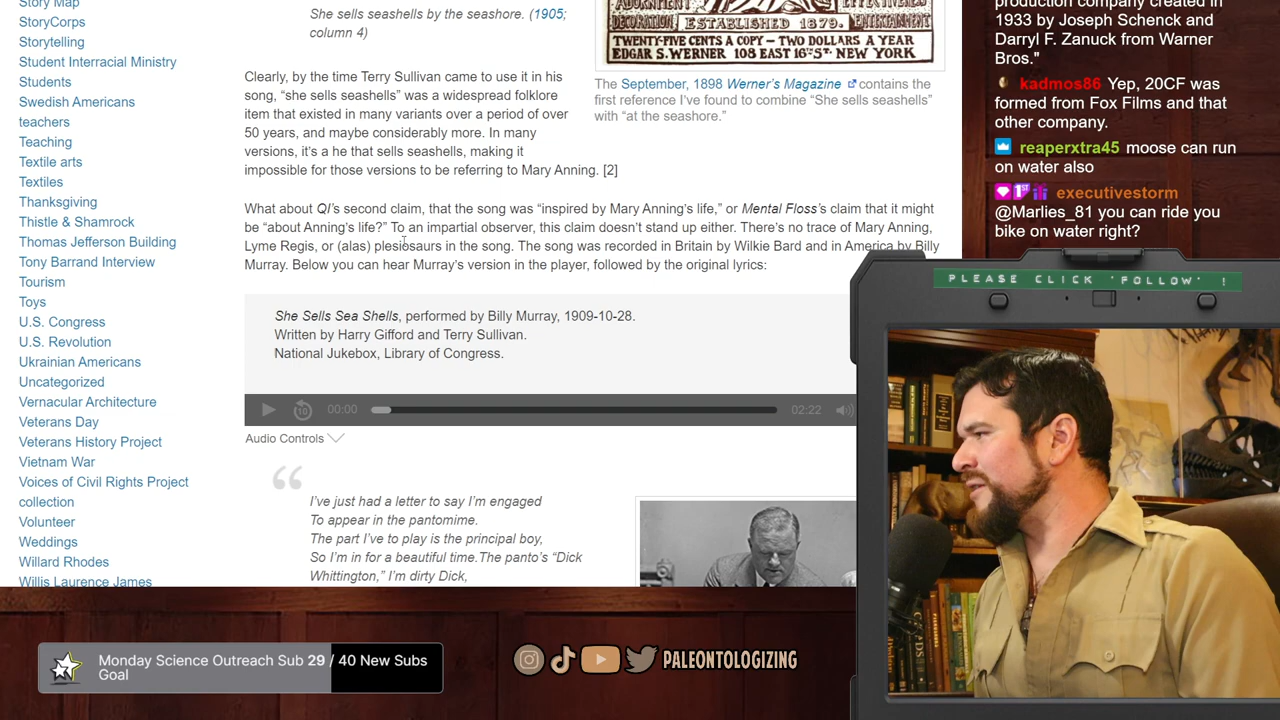 Story Map
StoryCorps
Storytelling
Student Interracial Ministry
Students
Swedish Americans
teachers
Teaching
Textile arts
Textiles
Thanksgiving
Thistle & Shamrock
Thomas Jefferson Building
Tony Barrand Interview
Tourism
Toys
U.S. Congress
U.S. Revolution
Ukrainian Americans
Uncategorized
Vernacular Architecture
Veterans Day
Veterans History Project
Vietnam War
Voices of Civil Rights Project
collection
Volunteer
Weddings
Willard Rhodes
Willis Laurence James
She sells seashells by the seashore. (1905;
column 4)
Clearly, by the time Terry Sullivan came to use it in his
song, “she sells seashells” was a widespread folklore
item that existed in many variants over a period of over
50 years, and maybe considerably more. In many
versions, it’s a he that sells seashells, making it
impossible for those versions to be referring to Mary Anning. [2]
DECORATION ESTABLISHED 1879. ENTERTAINMENT
TWENTY-FIVE CENTS A COPY – TWO DOLLARS A YEAR
EDGAR S. WERNER 108 EAST 16TH ST. NEW YORK
The September, 1898 Werner’s Magazine contains the
first reference I’ve found to combine “She sells seashells”
with “at the seashore.”
What about QI’s second claim, that the song was “inspired by Mary Anning’s life,” or Mental Floss’s claim that it might
be “about Anning’s life?” To an impartial observer, this claim doesn’t stand up either. There’s no trace of Mary Anning,
Lyme Regis, or (alas) plesiosaurs in the song. The song was recorded in Britain by Wilkie Bard and in America by Billy
Murray. Below you can hear Murray’s version in the player, followed by the original lyrics:
She Sells Sea Shells, performed by Billy Murray, 1909-10-28.
Written by Harry Gifford and Terry Sullivan.
National Jukebox, Library of Congress.
10
00:00
02:22
Audio Controls
“
I’ve just had a letter to say I’m engaged
To appear in the pantomime.
The part I’ve to play is the principal boy,
So I’m in for a beautiful time.The panto’s “Dick
Whittington,” I’m dirty Dick,
production company created in
1933 by Joseph Schenck and
Darryl F. Zanuck from Warner
Bros."
kadmos86 Yep, 20CF was
formed from Fox Films and that
other company.
reaperxtra45 moose can run
on water also
1ST executivestorm
@Marlies_81 you can ride you
bike on water right?
PLEASE CLICK 'FOLLOW' !
Monday Science Outreach Sub 29 / 40 New Subs
Goal
PALEONTOLOGIZING